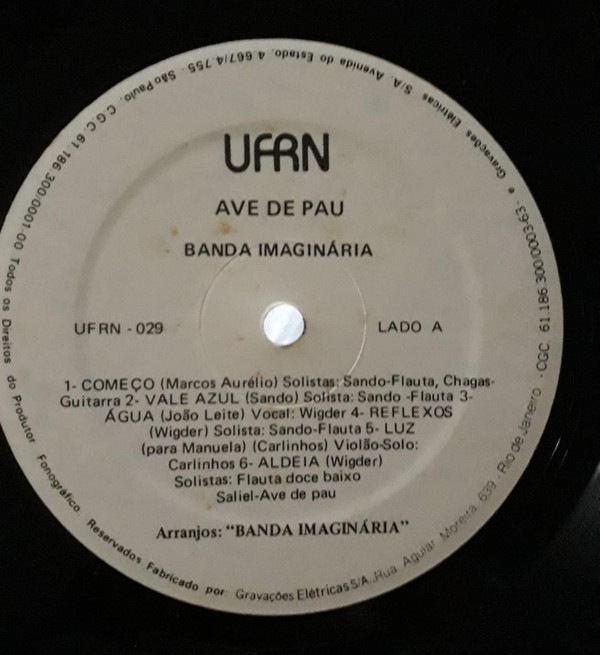 UFRN
AVE DE PAU
BANDA IMAGINÁRIA
UFRN - 029
LADO A
1- COMEÇO (Marcos Aurélio) Solistas: Sando-Flauta, Chagas-
Guitarra 2- VALE AZUL (Sando) Solista: Sando -Flauta 3-
ÁGUA (João Leite) Vocal: Wigder 4- REFLEXOS
(Wigder) Solista: Sando-Flauta 5- LUZ
(para Manuela) (Carlinhos) Violão-Solo:
Carlinhos 6- ALDEIA (Wigder)
Solistas: Flauta doce baixo
Saliel-Ave de pau
Arranjos: "BANDA IMAGINÁRIA"
Todos os Direitos do Produtor Fonográfico Reservados Fabricado por Gravações Elétricas S/A. Rua Aguiar Moreira, 639 - Rio de Janeiro - CGC. 61.186.300/0003-63- e Gravações Elétricas S/A. Avenida do Estado, 4.667/4.755 - São Paulo. C.G.C. 61.186.300/0001-00